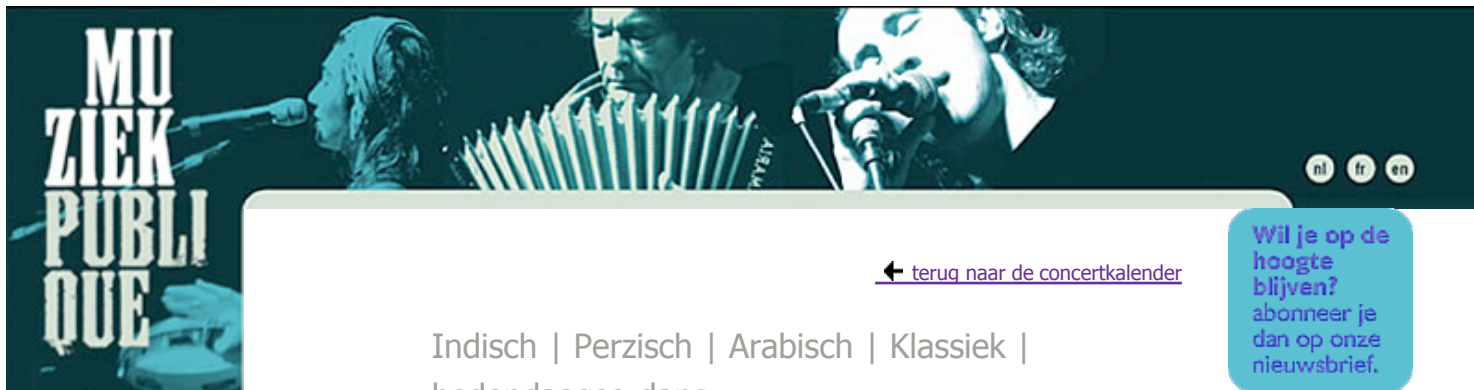 MU
ZIEK
PUBLI
QUE
nl fr en
terug naar de concertkalender
Wil je op de
hoogte
blijven?
abonneer je
dan op onze
nieuwsbrief.
Indisch | Perzisch | Arabisch | Klassiek |